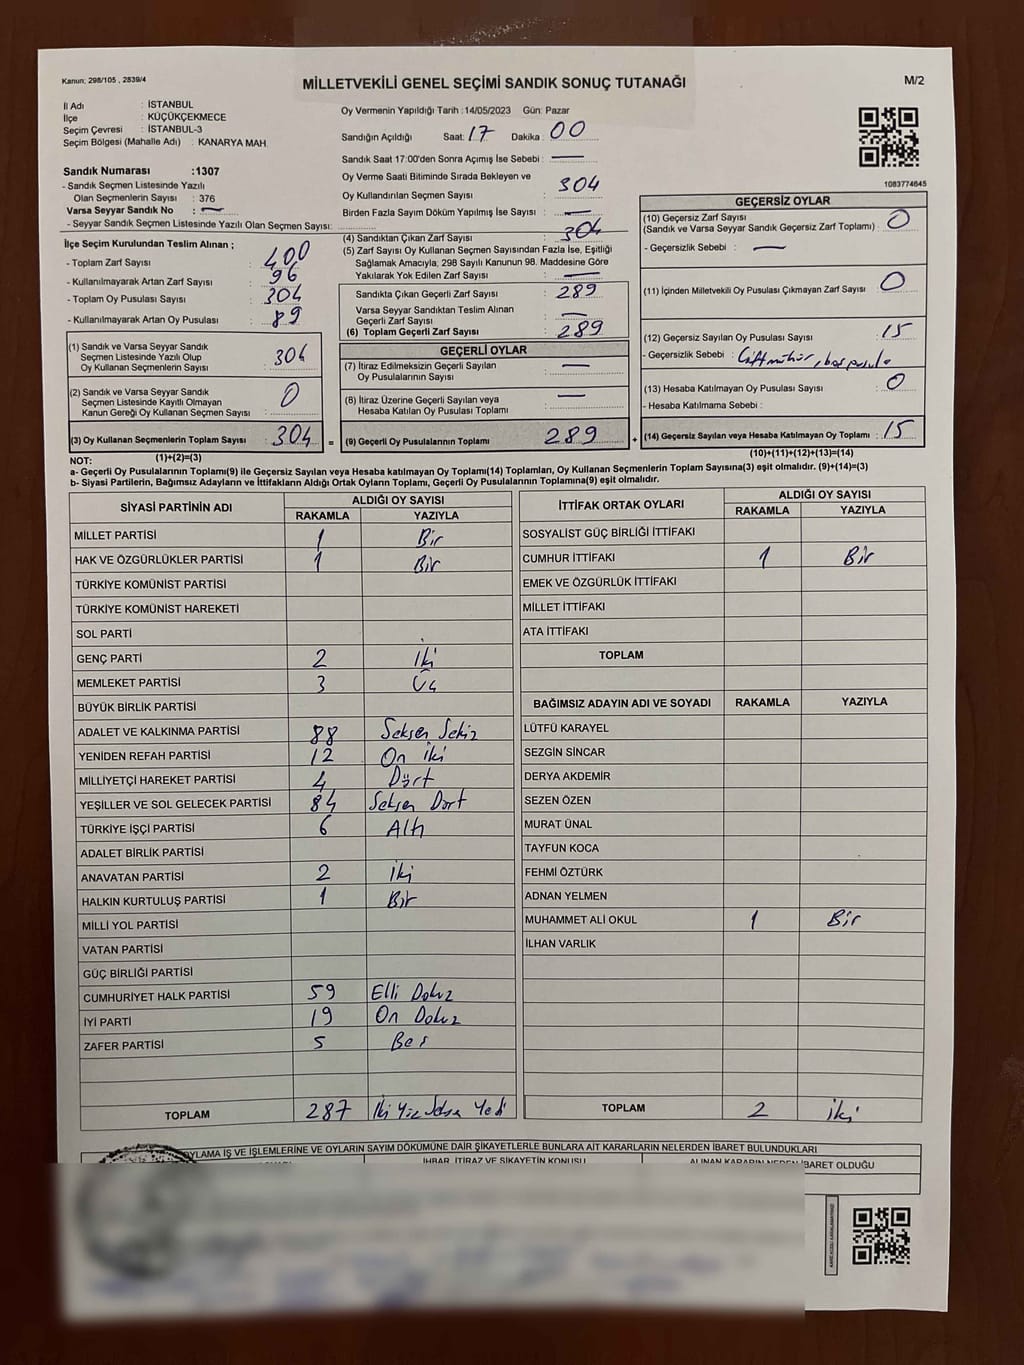 Kanun; 298/105 , 2839/4
MİLLETVEKİLİ GENEL SEÇİMİ SANDIK SONUÇ TUTANAĞI
M/2
İl Adı : İSTANBUL
İlçe : KÜÇÜKÇEKMECE
Seçim Çevresi : İSTANBUL-3
Seçim Bölgesi (Mahalle Adı) : KANARYA MAH.
Sandık Numarası :1307
- Sandık Seçmen Listesinde Yazılı
Olan Seçmenlerin Sayısı : 376
Varsa Seyyar Sandık No : —
- Seyyar Sandık Seçmen Listesinde Yazılı Olan Seçmen Sayısı:
İlçe Seçim Kurulundan Teslim Alınan ;
- Toplam Zarf Sayısı : 400
- Kullanılmayarak Artan Zarf Sayısı : 96
- Toplam Oy Pusulası Sayısı : 304
- Kullanılmayarak Artan Oy Pusulası : 89
(1) Sandık ve Varsa Seyyar Sandık
Seçmen Listesinde Yazılı Olup
Oy Kullanan Seçmenlerin Sayısı : 304
(2) Sandık ve Varsa Seyyar Sandık
Seçmen Listesinde Kayıtlı Olmayan
Kanun Gereği Oy Kullanan Seçmen Sayısı : 0
(3) Oy Kullanan Seçmenlerin Toplam Sayısı : 304 =
(1)+(2)=(3)
Oy Vermenin Yapıldığı Tarih :14/05/2023 Gün: Pazar
Sandığın Açıldığı Saat: 17 Dakika : 00
Sandık Saat 17:00'den Sonra Açımış İse Sebebi : —
Oy Verme Saati Bitiminde Sırada Bekleyen ve
Oy Kullandırılan Seçmen Sayısı : 304
Birden Fazla Sayım Döküm Yapılmış İse Sayısı : —
(4) Sandıktan Çıkan Zarf Sayısı : 304
(5) Zarf Sayısı Oy Kullanan Seçmen Sayısından Fazla İse, Eşitliği
Sağlamak Amacıyla, 298 Sayılı Kanunun 98. Maddesine Göre
Yakılarak Yok Edilen Zarf Sayısı : —
Sandıkta Çıkan Geçerli Zarf Sayısı : 289
Varsa Seyyar Sandıktan Teslim Alınan
Geçerli Zarf Sayısı : —
(6) Toplam Geçerli Zarf Sayısı : 289
GEÇERLİ OYLAR
(7) İtiraz Edilmeksizin Geçerli Sayılan
Oy Pusulalarının Sayısı : —
(8) İtiraz Üzerine Geçerli Sayılan veya
Hesaba Katılan Oy Pusulası Toplamı : —
(9) Geçerli Oy Pusulalarının Toplamı 289 +
1083774645
GEÇERSİZ OYLAR
(10) Geçersiz Zarf Sayısı
(Sandık ve Varsa Seyyar Sandık Geçersiz Zarf Toplamı) : 0
- Geçersizlik Sebebi : —
(11) İçinden Milletvekili Oy Pusulası Çıkmayan Zarf Sayısı : 0
(12) Geçersiz Sayılan Oy Pusulası Sayısı : 15
- Geçersizlik Sebebi : Çift mühür, boş pusula
(13) Hesaba Katılmayan Oy Pusulası Sayısı : 0
- Hesaba Katılmama Sebebi :
(14) Geçersiz Sayılan veya Hesaba Katılmayan Oy Toplamı : 15
(10)+(11)+(12)+(13)=(14)
NOT:
a- Geçerli Oy Pusulalarının Toplamı(9) ile Geçersiz Sayılan veya Hesaba katılmayan Oy Toplamı(14) Toplamları, Oy Kullanan Seçmenlerin Toplam Sayısına(3) eşit olmalıdır. (9)+(14)=(3)
b- Siyasi Partilerin, Bağımsız Adayların ve İttifakların Aldığı Ortak Oyların Toplamı, Geçerli Oy Pusulalarının Toplamına(9) eşit olmalıdır.
SİYASİ PARTİNİN ADI ALDIĞI OY SAYISI
RAKAMLA YAZIYLA
MİLLET PARTİSİ 1 Bir
HAK VE ÖZGÜRLÜKLER PARTİSİ 1 Bir
TÜRKİYE KOMÜNİST PARTİSİ
TÜRKİYE KOMÜNİST HAREKETİ
SOL PARTİ
GENÇ PARTİ 2 İki
MEMLEKET PARTİSİ 3 Üç
BÜYÜK BİRLİK PARTİSİ
ADALET VE KALKINMA PARTİSİ 88 Seksen Sekiz
YENİDEN REFAH PARTİSİ 12 On İki
MİLLİYETÇİ HAREKET PARTİSİ 4 Dört
YEŞİLLER VE SOL GELECEK PARTİSİ 84 Seksen Dört
TÜRKİYE İŞÇİ PARTİSİ 6 Altı
ADALET BİRLİK PARTİSİ
ANAVATAN PARTİSİ 2 İki
HALKIN KURTULUŞ PARTİSİ 1 Bir
MİLLİ YOL PARTİSİ
VATAN PARTİSİ
GÜÇ BİRLİĞİ PARTİSİ
CUMHURİYET HALK PARTİSİ 59 Elli Dokuz
İYİ PARTİ 19 On Dokuz
ZAFER PARTİSİ 5 Beş
TOPLAM 287 İki Yüz Seksen Yedi
İTTİFAK ORTAK OYLARI ALDIĞI OY SAYISI
RAKAMLA YAZIYLA
SOSYALİST GÜÇ BİRLİĞİ İTTİFAKI
CUMHUR İTTİFAKI 1 Bir
EMEK VE ÖZGÜRLÜK İTTİFAKI
MİLLET İTTİFAKI
ATA İTTİFAKI
TOPLAM
BAĞIMSIZ ADAYIN ADI VE SOYADI RAKAMLA YAZIYLA
LÜTFÜ KARAYEL
SEZGİN SİNCAR
DERYA AKDEMİR
SEZEN ÖZEN
MURAT ÜNAL
TAYFUN KOCA
FEHMİ ÖZTÜRK
ADNAN YELMEN
MUHAMMET ALİ OKUL 1 Bir
İLHAN VARLIK
TOPLAM 2 iki
OYLAMA İŞ VE İŞLEMLERİNE VE OYLARIN SAYIM DÖKÜMÜNE DAİR ŞİKAYETLERLE BUNLARA AİT KARARLARIN NELERDEN İBARET BULUNDUKLARI
İHBAR, İTİRAZ VE ŞİKAYETİN KONUSU
ALINAN KARARIN NEDEN İBARET OLDUĞU